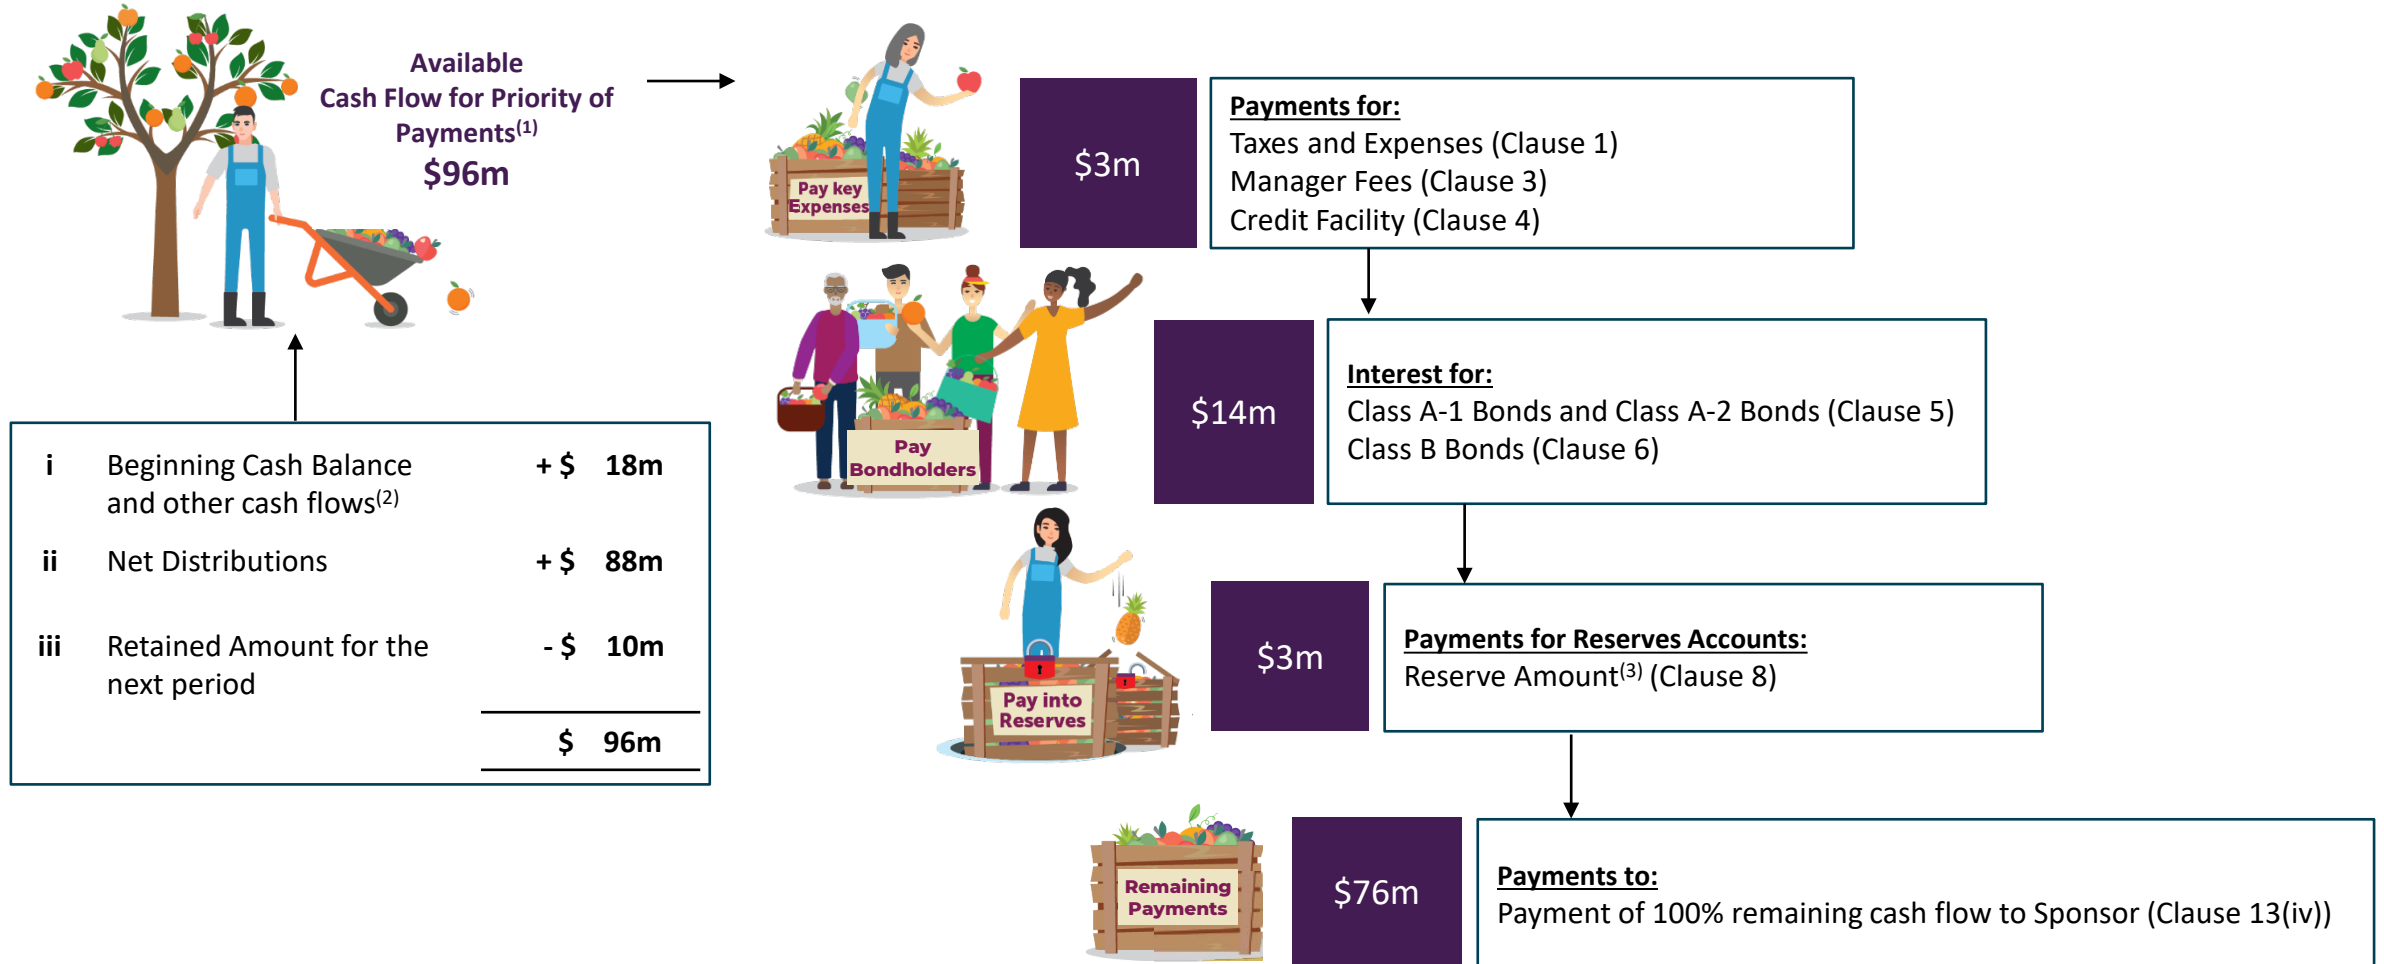 Available
Cash Flow for Priority of
Payments(1)
$96m
i Beginning Cash Balance + $ 18m
and other cash flows(2)
ii Net Distributions + $ 88m
iii Retained Amount for the - $ 10m
next period
$ 96m
Pay key
Expenses
$3m
Payments for:
Taxes and Expenses (Clause 1)
Manager Fees (Clause 3)
Credit Facility (Clause 4)
Pay
Bondholders
$14m
Interest for:
Class A-1 Bonds and Class A-2 Bonds (Clause 5)
Class B Bonds (Clause 6)
Pay into
Reserves
$3m
Payments for Reserves Accounts:
Reserve Amount(3) (Clause 8)
Remaining
Payments
$76m
Payments to:
Payment of 100% remaining cash flow to Sponsor (Clause 13(iv))